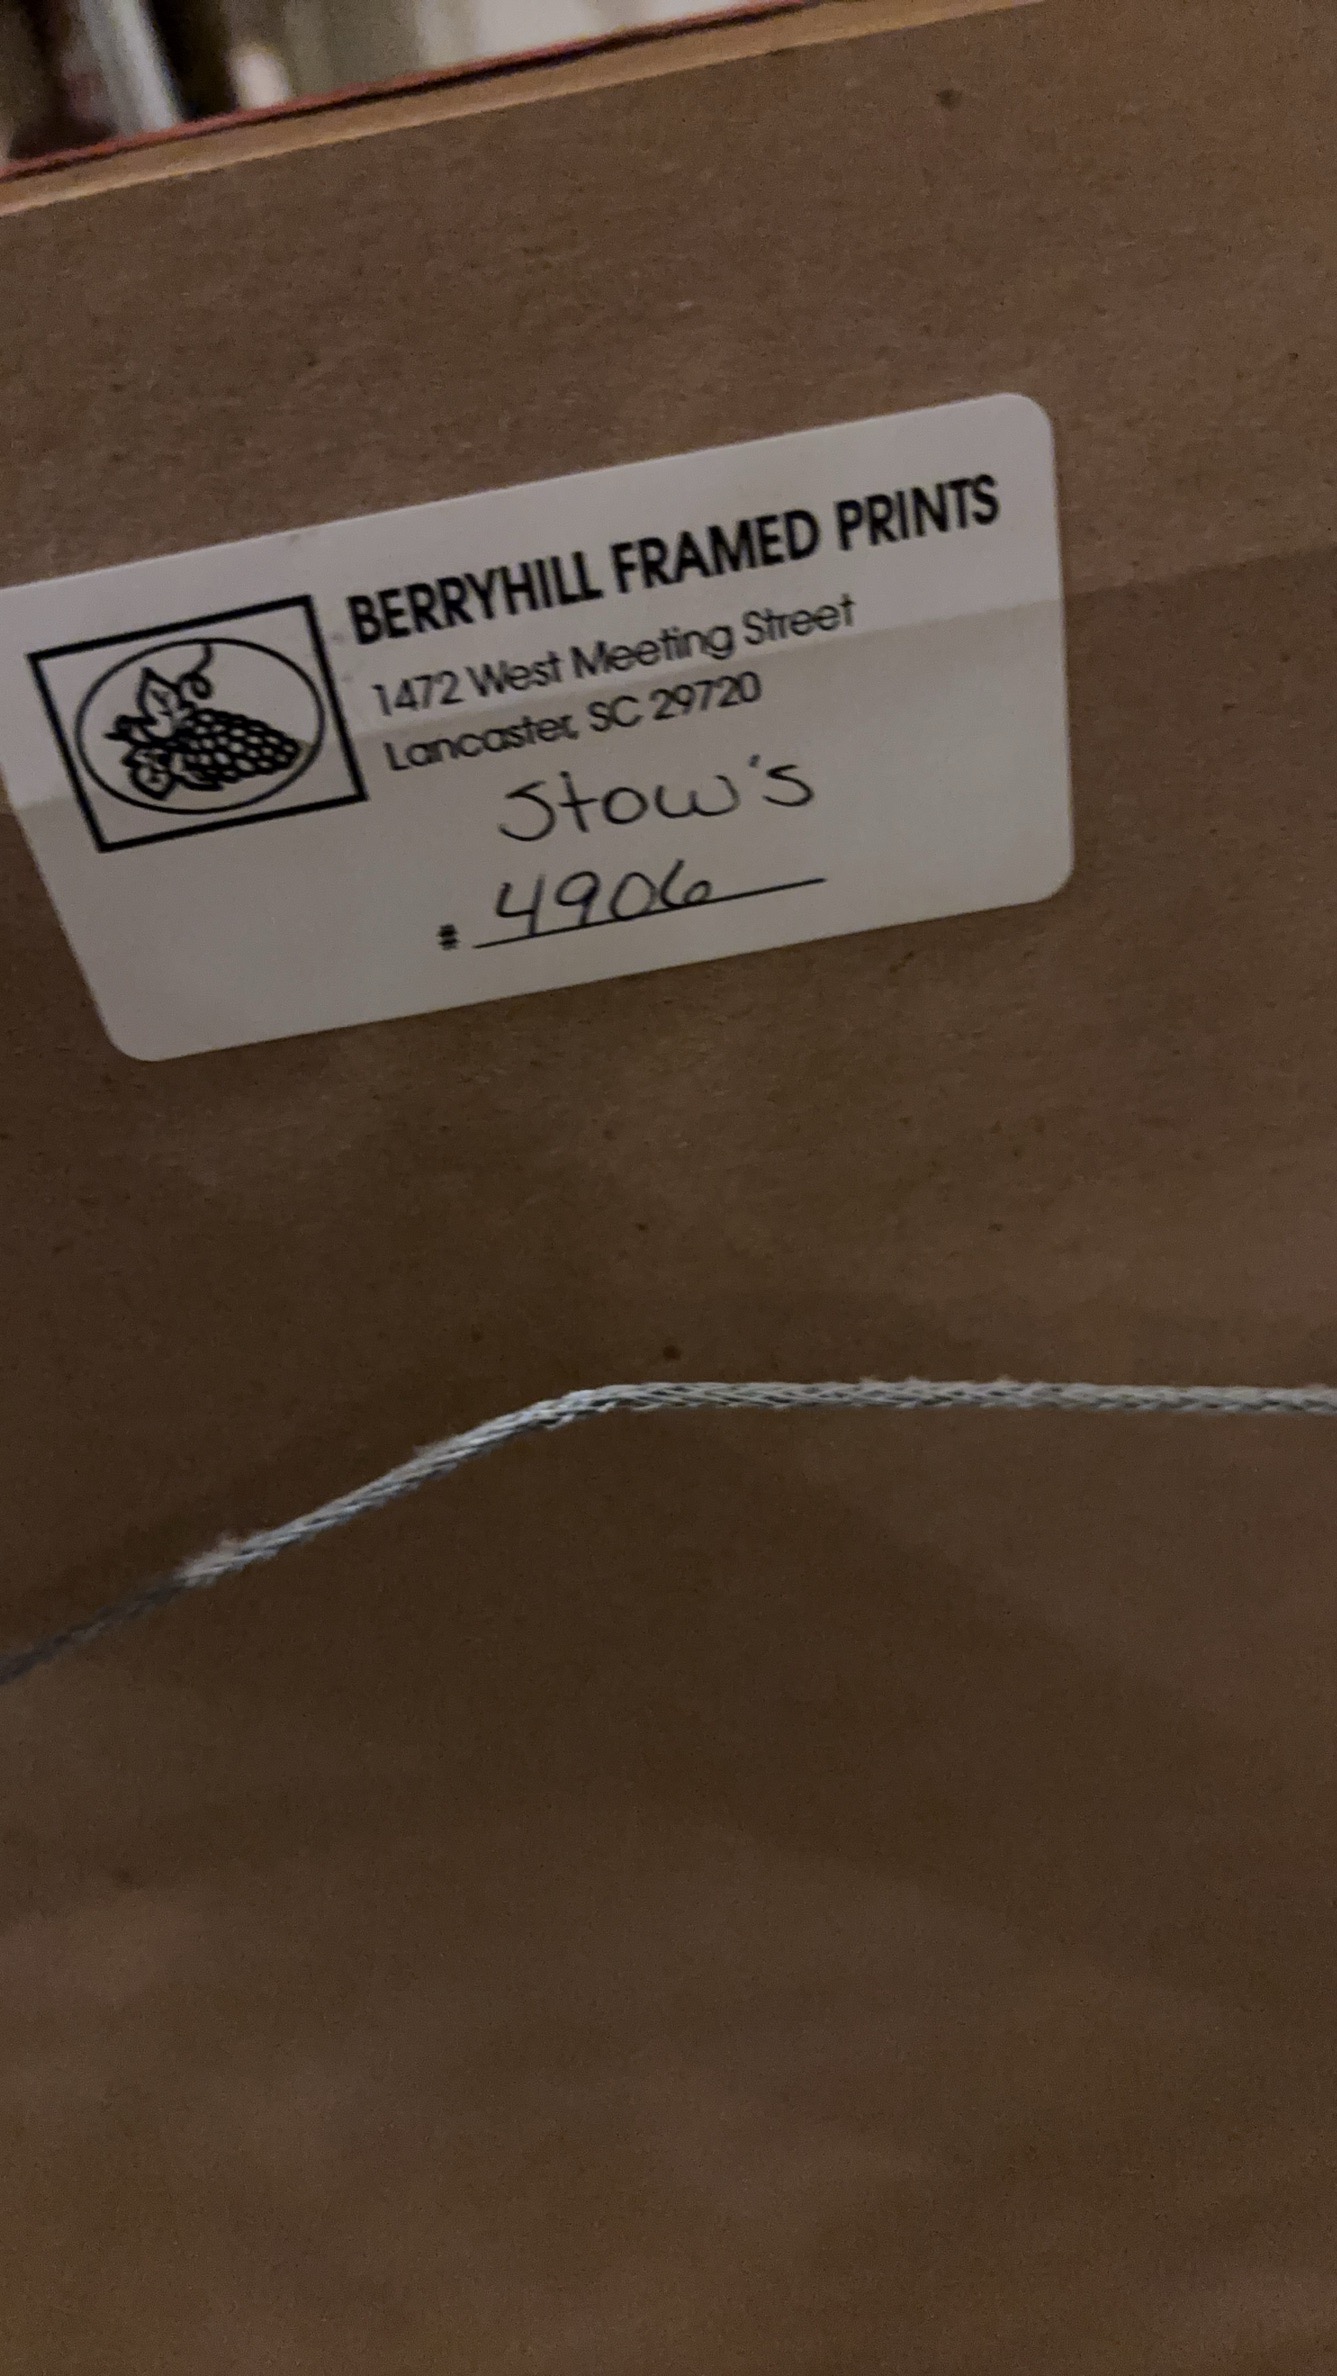 BERRYHILL FRAMED PRINTS
1472 West Meeting Street
Lancaster, SC 29720
Stow's
# 4906